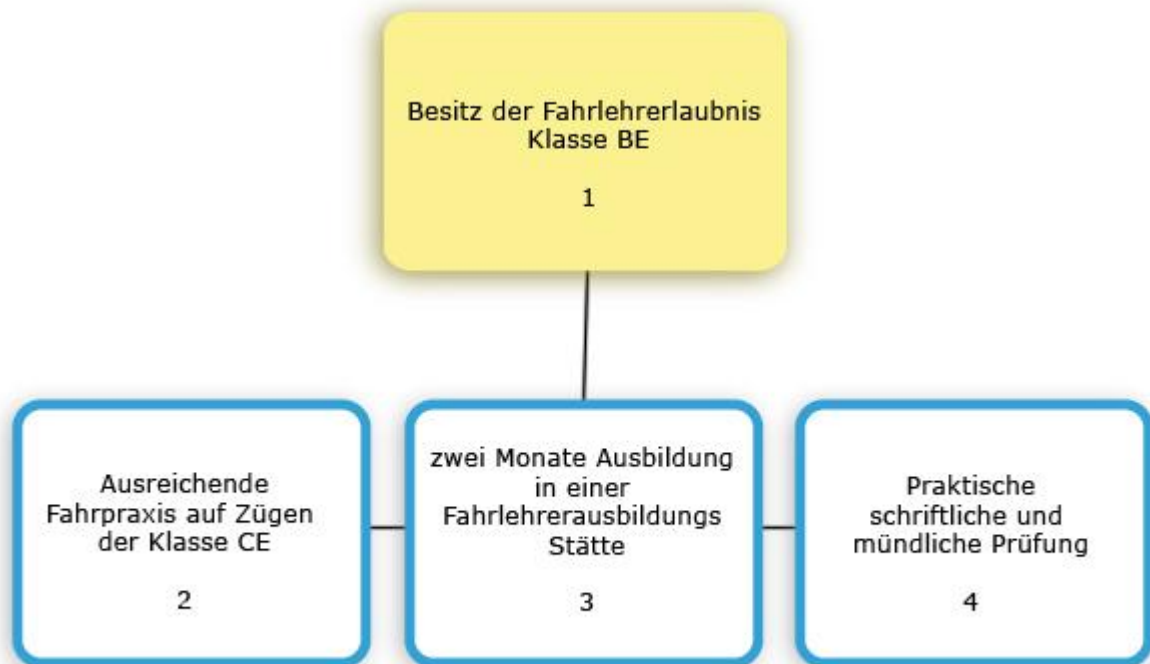 Besitz der Fahrlehrerlaubnis
Klasse BE
1
Ausreichende
Fahrpraxis auf Zügen
der Klasse CE
2
zwei Monate Ausbildung
in einer
Fahrlehrerausbildungs
Stätte
3
Praktische
schriftliche und
mündliche Prüfung
4